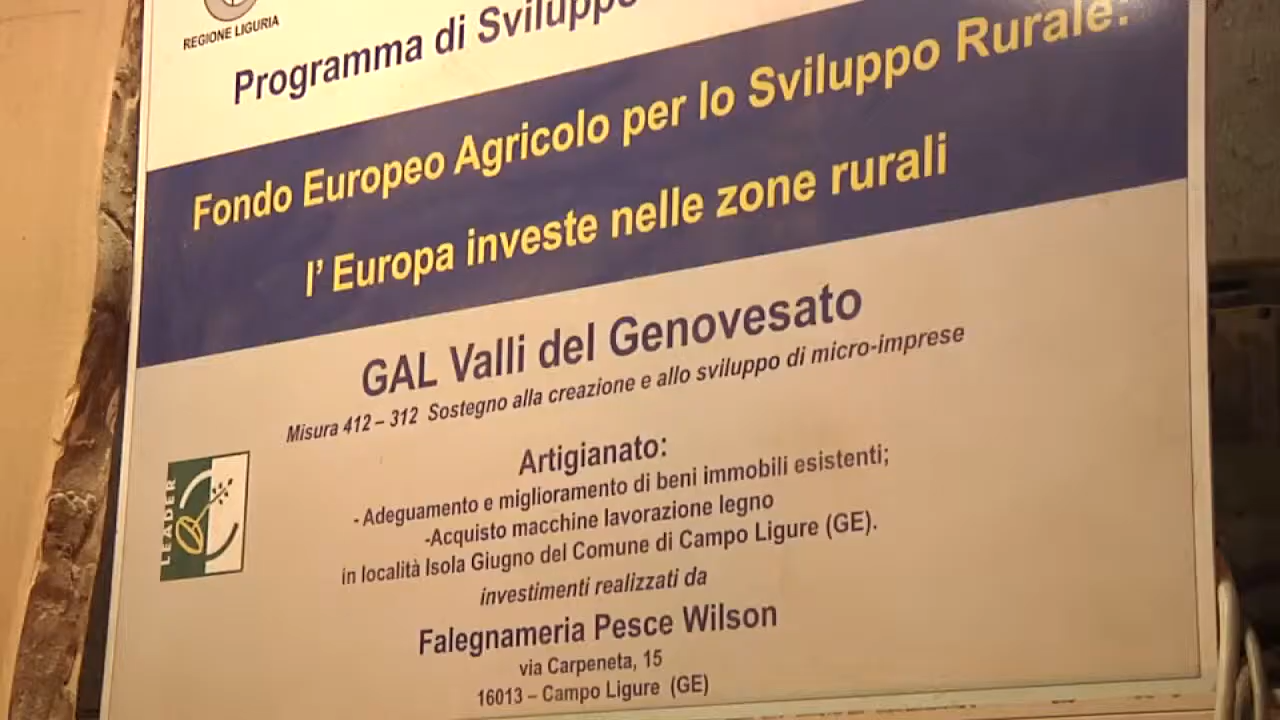 REGIONE LIGURIA
Programma di Sviluppo
Fondo Europeo Agricolo per lo Sviluppo Rurale:
l' Europa investe nelle zone rurali
GAL Valli del Genovesato
Misura 412 – 312 Sostegno alla creazione e allo sviluppo di micro-imprese
LEADER
Artigianato:
- Adeguamento e miglioramento di beni immobili esistenti;
-Acquisto macchine lavorazione legno
in località Isola Giugno del Comune di Campo Ligure (GE).
investimenti realizzati da
Falegnameria Pesce Wilson
via Carpeneta, 15
16013 – Campo Ligure (GE)